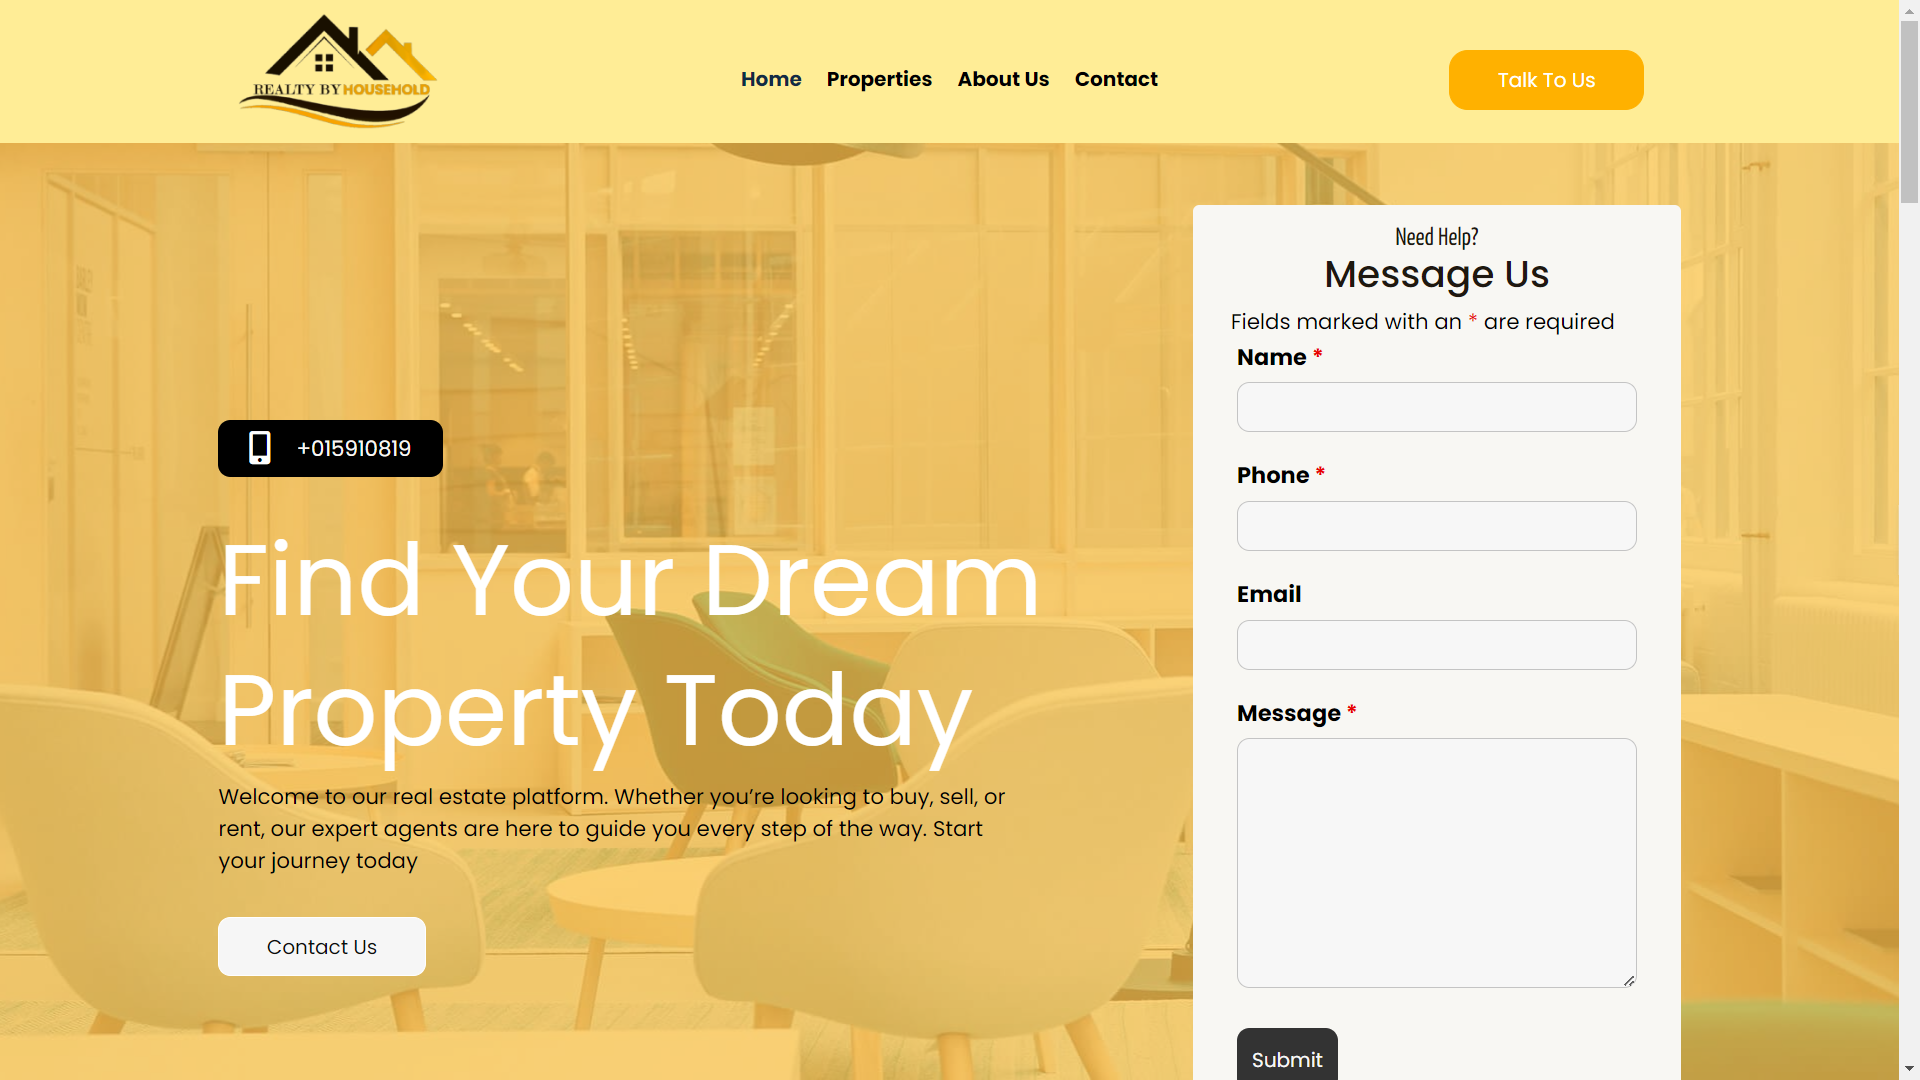 REALTY BY HOUSEHOLD
Home
Properties
About Us
Contact
Talk To Us
+015910819
Find Your Dream
Property Today
Welcome to our real estate platform. Whether you’re looking to buy, sell, or
rent, our expert agents are here to guide you every step of the way. Start
your journey today
Contact Us
Need Help?
Message Us
Fields marked with an * are required
Name *
Phone *
Email
Message *
Submit